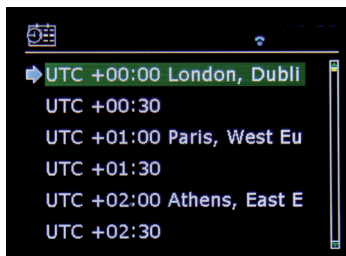 UTC +00:00 London, Dubli
UTC +00:30
UTC +01:00 Paris, West Eu
UTC +01:30
UTC +02:00 Athens, East E
UTC +02:30